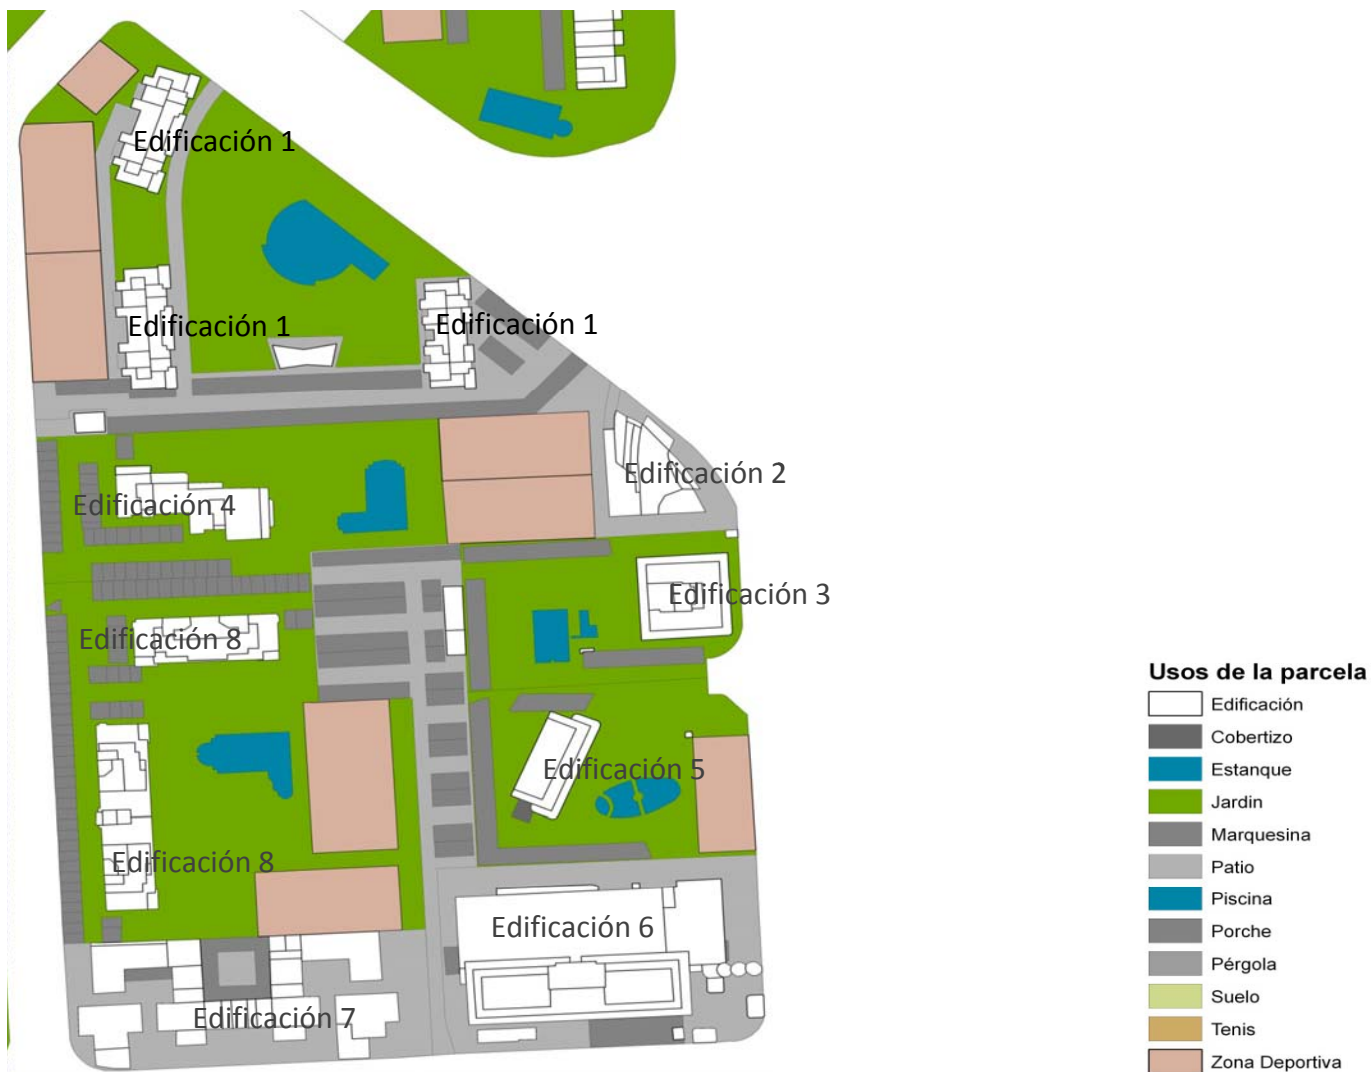 Edificación 1
Edificación 1
Edificación 1
Edificación 2
Edificación 4
Edificación 3
Edificación 8
Edificación 5
Edificación 8
Edificación 6
Edificación 7
Usos de la parcela
Edificación
Cobertizo
Estanque
Jardin
Marquesina
Patio
Piscina
Porche
Pérgola
Suelo
Tenis
Zona Deportiva